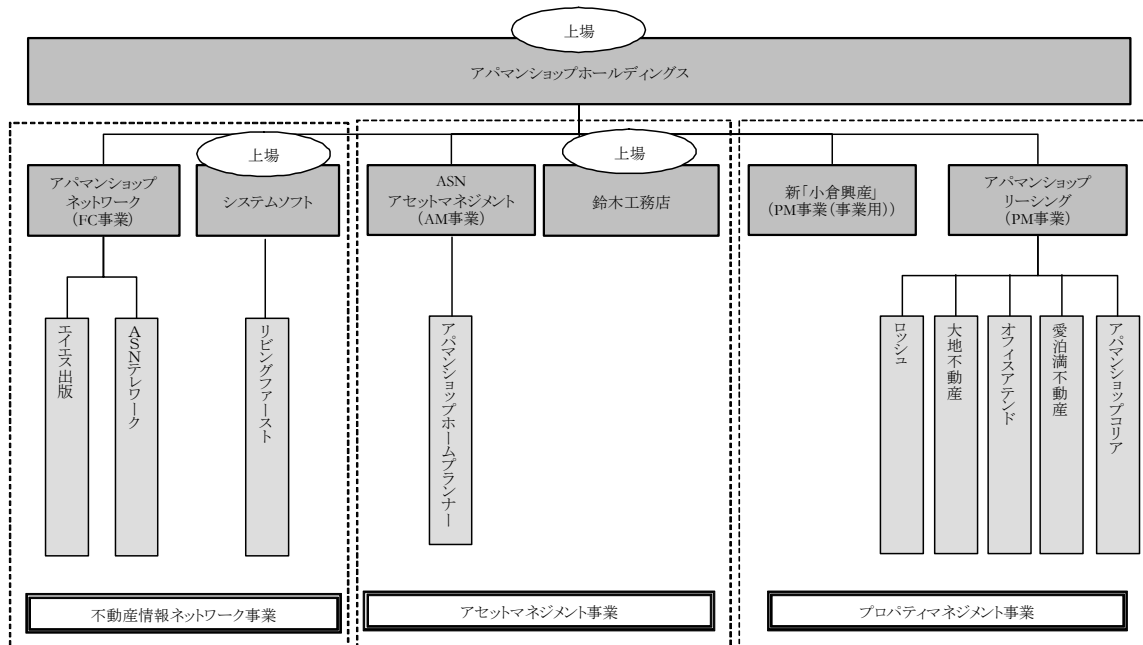 上場
アパマンショップホールディングス
上場
上場
アパマンショップ
ネットワーク
(FC事業)
システムソフト
ASN
アセットマネジメント
(AM事業)
鈴木工務店
新「小倉興産」
(PM事業(事業用))
アパマンショップ
リーシング
(PM事業)
エイエス出版
ASNテレワーク
リビングファースト
アパマンショップホームプランナー
ロッシュ
大地不動産
オフィスアテンド
愛泊満不動産
アパマンショップコリア
不動産情報ネットワーク事業
アセットマネジメント事業
プロパティマネジメント事業